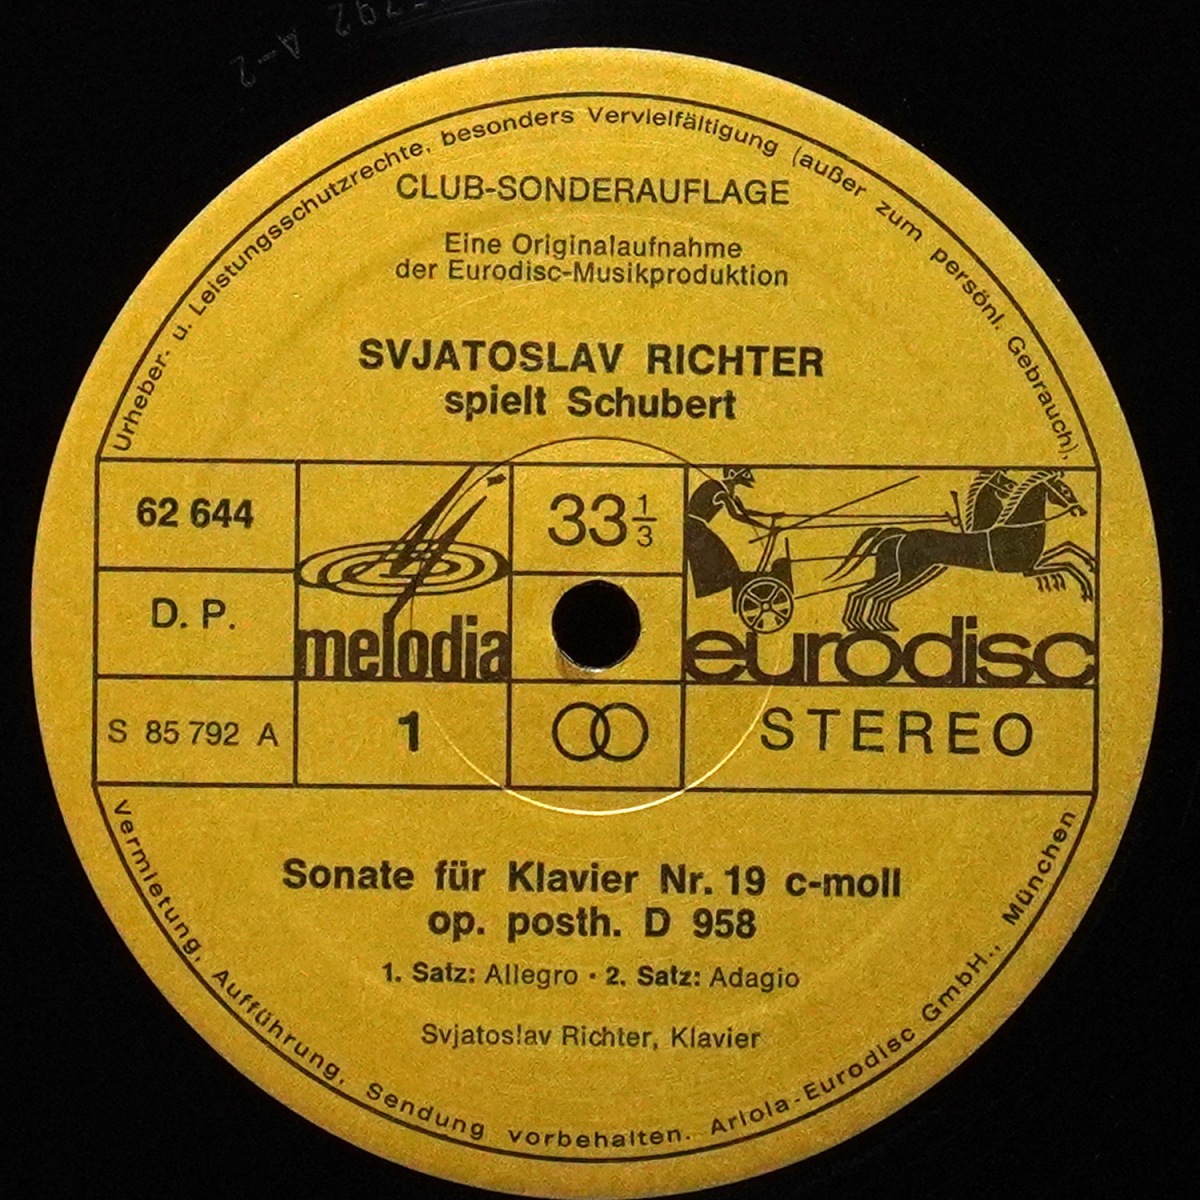 792 A-2
Urheber- u. Leistungsschutzrechte, besonders Vervielfältigung (außer zum persönl. Gebrauch),
CLUB-SONDERAUFLAGE
Eine Originalaufnahme
der Eurodisc-Musikproduktion
SVJATOSLAV RICHTER
spielt Schubert
62 644
33 1/3
D. P.
melodia
eurodisc
S 85 792 A
1
STEREO
Sonate für Klavier Nr. 19 c-moll
op. posth. D 958
1. Satz: Allegro · 2. Satz: Adagio
Svjatoslav Richter, Klavier
Vermietung, Aufführung, Sendung vorbehalten. Ariola-Eurodisc GmbH., München